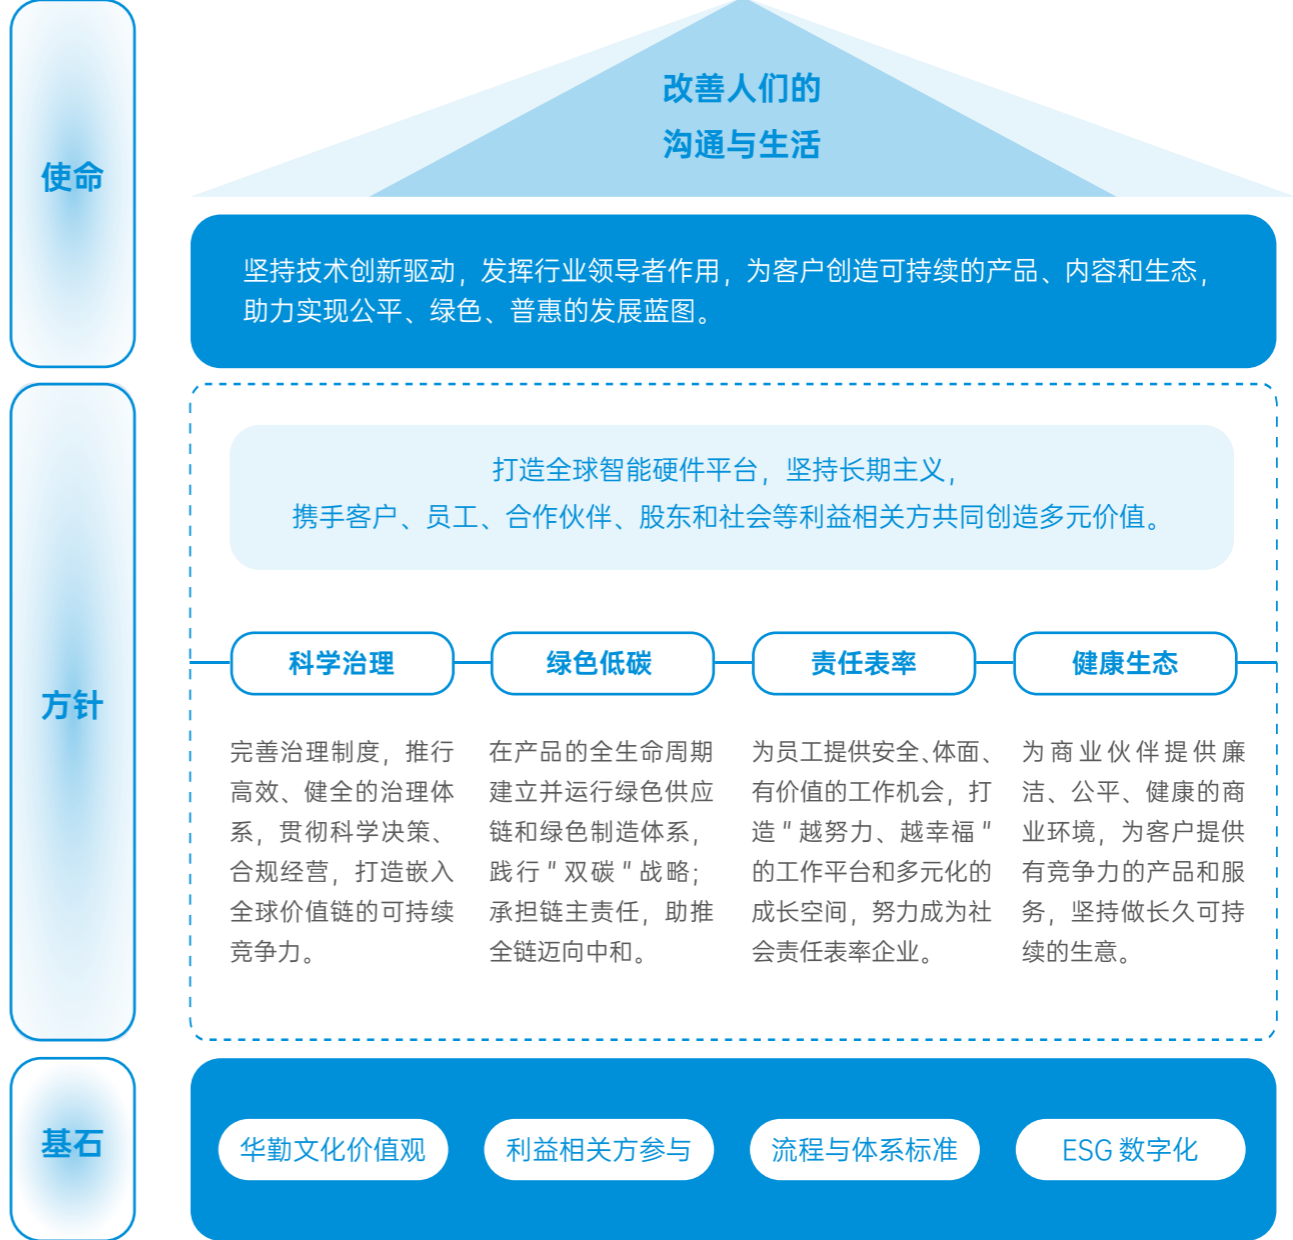 使命
改善人们的
沟通与生活
坚持技术创新驱动，发挥行业领导者作用，为客户创造可持续的产品、内容和生态，
助力实现公平、绿色、普惠的发展蓝图。
方针
打造全球智能硬件平台，坚持长期主义，
携手客户、员工、合作伙伴、股东和社会等利益相关方共同创造多元价值。
科学治理
完善治理制度，推行
高效、健全的治理体
系，贯彻科学决策、
合规经营，打造嵌入
全球价值链的可持续
竞争力。
绿色低碳
在产品的全生命周期
建立并运行绿色供应
链和绿色制造体系，
践行"双碳"战略；
承担链主责任，助推
全链迈向中和。
责任表率
为员工提供安全、体面、
有价值的工作机会，打
造"越努力、越幸福"
的工作平台和多元化的
成长空间，努力成为社
会责任表率企业。
健康生态
为商业伙伴提供廉
洁、公平、健康的商
业环境，为客户提供
有竞争力的产品和服
务，坚持做长久可持
续的生意。
基石
华勤文化价值观
利益相关方参与
流程与体系标准
ESG 数字化